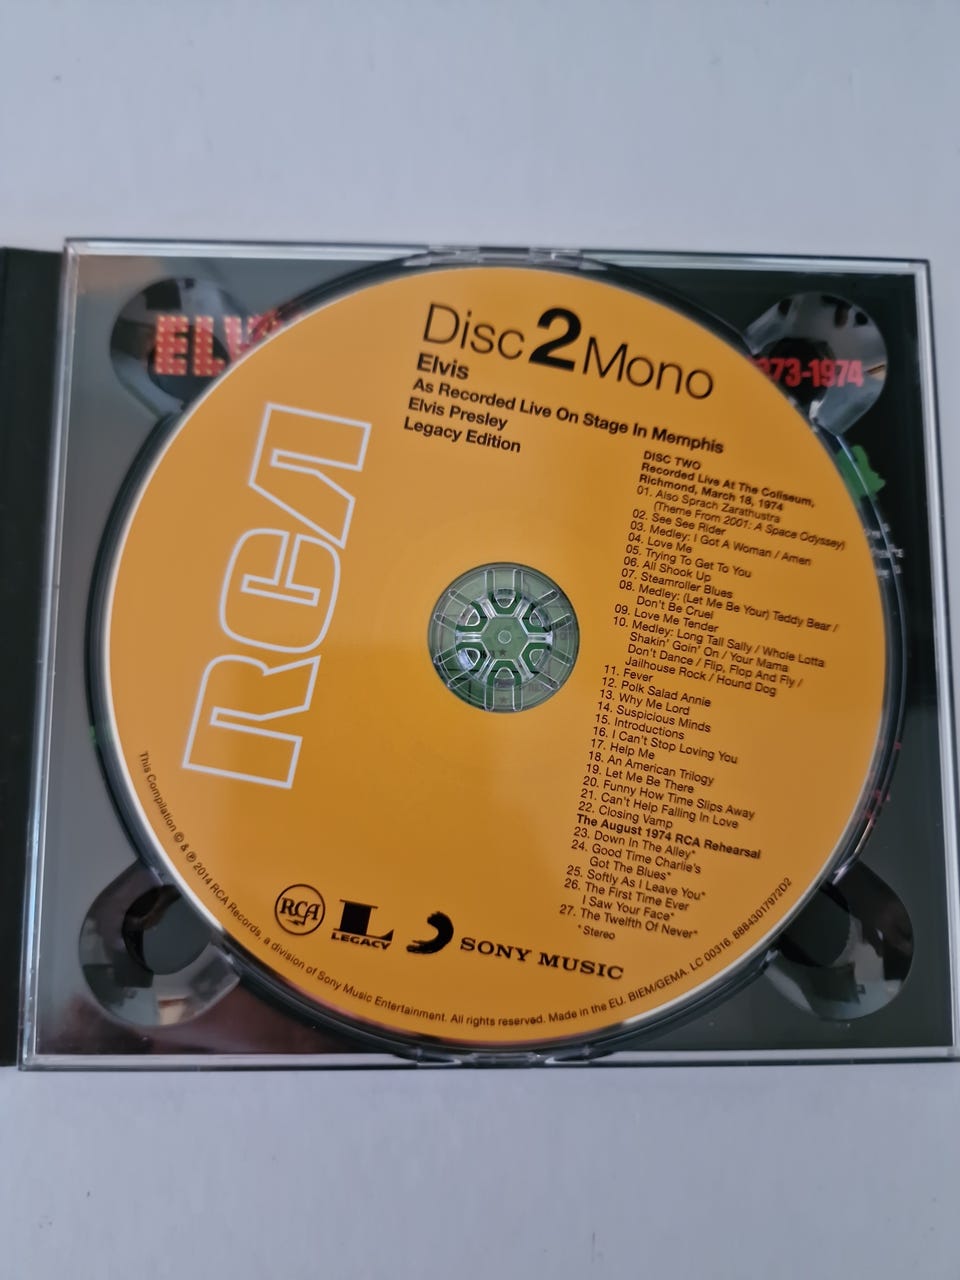 Disc 2 Mono
Elvis
As Recorded Live On Stage In Memphis
Elvis Presley
Legacy Edition
DISC TWO
Recorded Live At The Coliseum,
Richmond, March 18, 1974
01. Also Sprach Zarathustra
(Theme From 2001: A Space Odyssey)
02. See See Rider
03. Medley: I Got A Woman / Amen
04. Love Me
05. Trying To Get To You
06. All Shook Up
07. Steamroller Blues
08. Medley: (Let Me Be Your) Teddy Bear /
Don't Be Cruel
09. Love Me Tender
10. Medley: Long Tall Sally / Whole Lotta
Shakin' Goin' On / Your Mama
Don't Dance / Flip, Flop And Fly /
Jailhouse Rock / Hound Dog
11. Fever
12. Polk Salad Annie
13. Why Me Lord
14. Suspicious Minds
15. Introductions
16. I Can't Stop Loving You
17. Help Me
18. An American Trilogy
19. Let Me Be There
20. Funny How Time Slips Away
21. Can't Help Falling In Love
22. Closing Vamp
The August 1974 RCA Rehearsal
23. Down In The Alley*
24. Good Time Charlie's
Got The Blues*
25. Softly As I Leave You*
26. The First Time Ever
I Saw Your Face*
27. The Twelfth Of Never*
* Stereo
RCA
RCA
LEGACY
SONY MUSIC
This Compilation © & ℗ 2014 RCA Records, a division of Sony Music Entertainment. All rights reserved. Made in the EU. BIEM/GEMA. LC 00316. 88843017972D2
ELV
973-1974